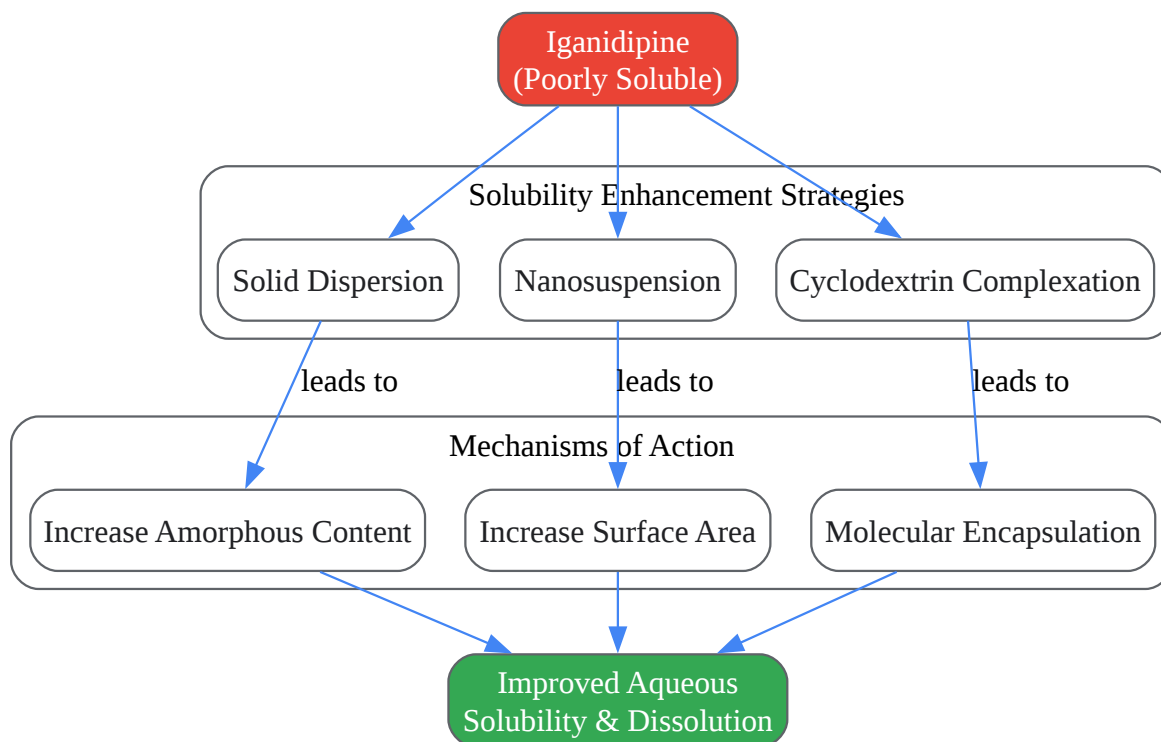 Iganidipine
(Poorly Soluble)
Solubility Enhancement Strategies
Solid Dispersion
Nanosuspension
Cyclodextrin Complexation
leads to
leads to
leads to
Mechanisms of Action
Increase Amorphous Content
Increase Surface Area
Molecular Encapsulation
Improved Aqueous
Solubility & Dissolution